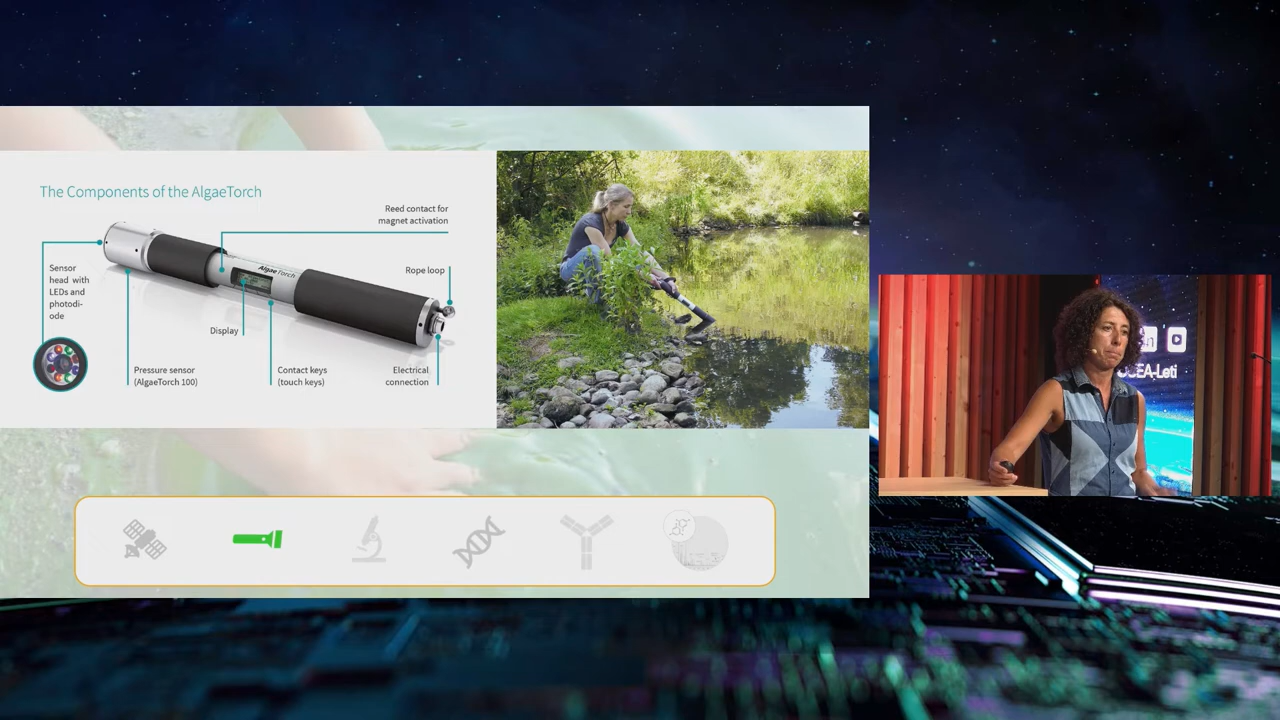 The Components of the AlgaeTorch
Reed contact for
magnet activation
Rope loop
Sensor
head with
LEDs and
photodi-
ode
AlgaeTorch
Display
Pressure sensor
(AlgaeTorch 100)
Contact keys
(touch keys)
Electrical
connection
in
CEA-Leti